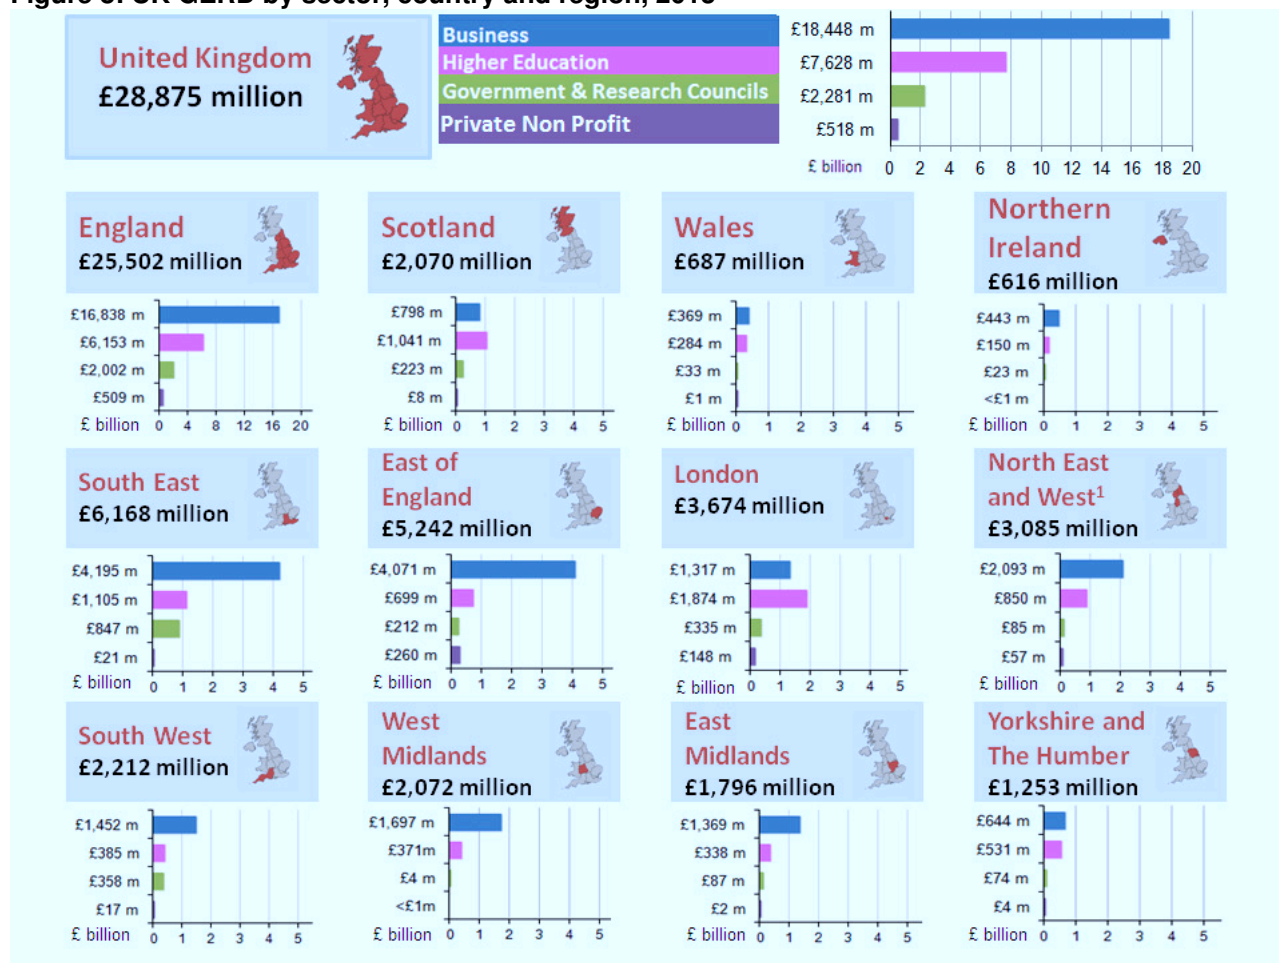 United Kingdom
£28,875 million
Business
Higher Education
Government & Research Councils
Private Non Profit
£18,448 m
£7,628 m
£2,281 m
£518 m
£ billion 0 2 4 6 8 10 12 14 16 18 20
England
£25,502 million
£16,838 m
£6,153 m
£2,002 m
£509 m
£ billion 0 4 8 12 16 20
Scotland
£2,070 million
£798 m
£1,041 m
£223 m
£8 m
£ billion 0 1 2 3 4 5
Wales
£687 million
£369 m
£284 m
£33 m
£1 m
£ billion 0 1 2 3 4 5
Northern
Ireland
£616 million
£443 m
£150 m
£23 m
<£1 m
£ billion 0 1 2 3 4 5
South East
£6,168 million
£4,195 m
£1,105 m
£847 m
£21 m
£ billion 0 1 2 3 4 5
East of
England
£5,242 million
£4,071 m
£699 m
£212 m
£260 m
£ billion 0 1 2 3 4 5
London
£3,674 million
£1,317 m
£1,874 m
£335 m
£148 m
£ billion 0 1 2 3 4 5
North East
and West¹
£3,085 million
£2,093 m
£850 m
£85 m
£57 m
£ billion 0 1 2 3 4 5
South West
£2,212 million
£1,452 m
£385 m
£358 m
£17 m
£ billion 0 1 2 3 4 5
West
Midlands
£2,072 million
£1,697 m
£371m
£4 m
<£1m
£ billion 0 1 2 3 4 5
East
Midlands
£1,796 million
£1,369 m
£338 m
£87 m
£2 m
£ billion 0 1 2 3 4 5
Yorkshire and
The Humber
£1,253 million
£644 m
£531 m
£74 m
£4 m
£ billion 0 1 2 3 4 5